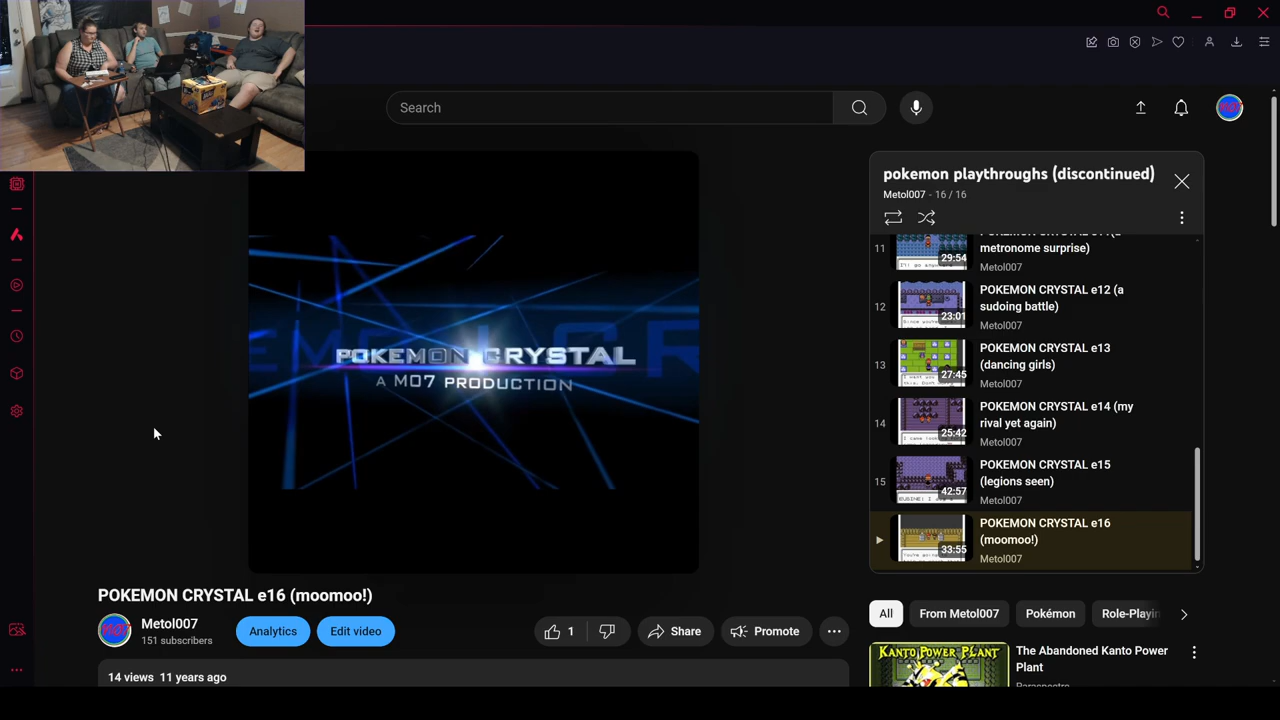 Search
pokemon playthroughs (discontinued)
Metol007 - 16 / 16
11
metronome surprise)
29:54
Metol007
12
POKEMON CRYSTAL e12 (a
sudoing battle)
23:01
Metol007
13
POKEMON CRYSTAL e13
(dancing girls)
27:45
Metol007
14
POKEMON CRYSTAL e14 (my
rival yet again)
25:42
Metol007
15
POKEMON CRYSTAL e15
(legions seen)
42:57
Metol007
POKEMON CRYSTAL e16
(moomoo!)
33:55
Metol007
POKEMON CRYSTAL
A M07 PRODUCTION
POKEMON CRYSTAL e16 (moomoo!)
Metol007
151 subscribers
Analytics
Edit video
1
Share
Promote
14 views 11 years ago
All
From Metol007
Pokémon
Role-Playin
KANTO POWER PLANT
The Abandoned Kanto Power
Plant